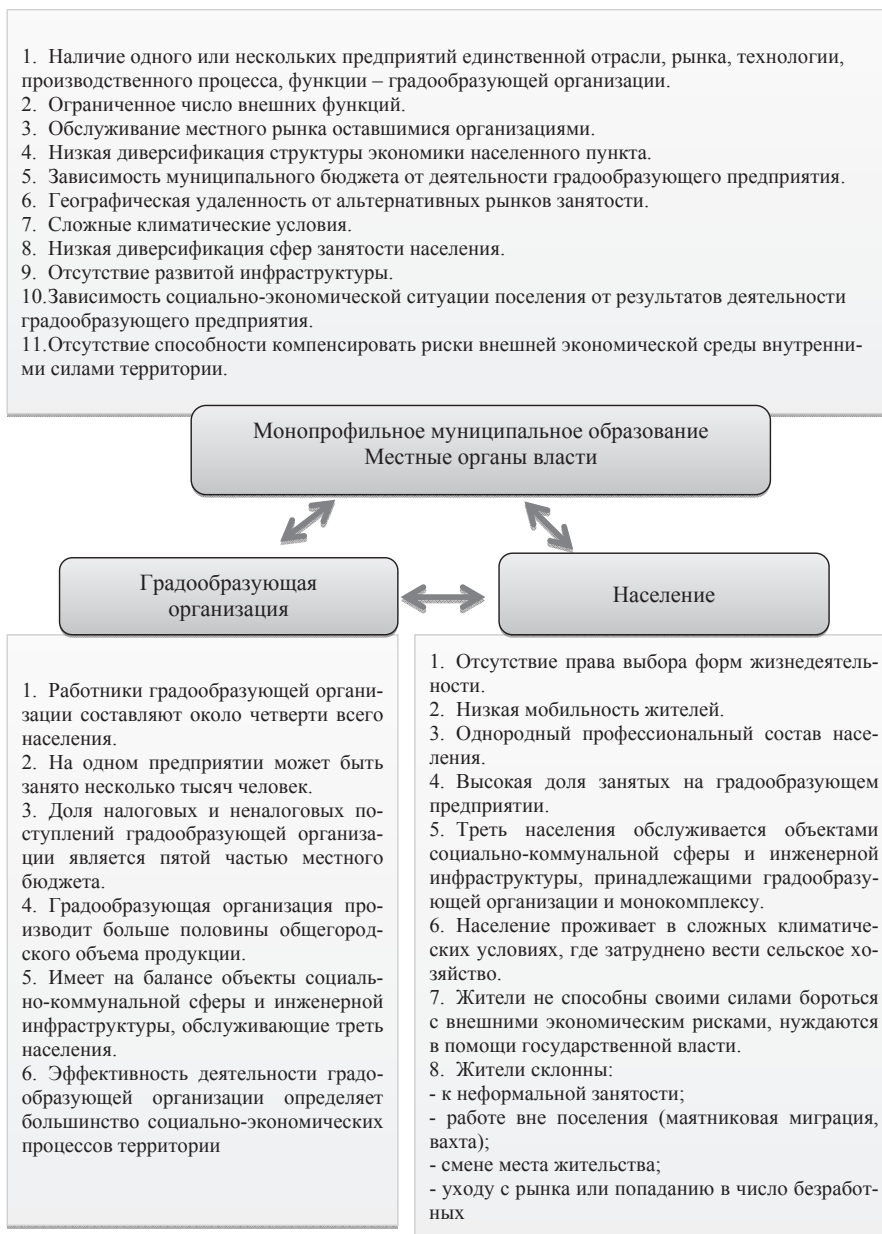 1. Наличие одного или нескольких предприятий единственной отрасли, рынка, технологии,
производственного процесса, функции – градообразующей организации.
2. Ограниченное число внешних функций.
3. Обслуживание местного рынка оставшимися организациями.
4. Низкая диверсификация структуры экономики населенного пункта.
5. Зависимость муниципального бюджета от деятельности градообразующего предприятия.
6. Географическая удаленность от альтернативных рынков занятости.
7. Сложные климатические условия.
8. Низкая диверсификация сфер занятости населения.
9. Отсутствие развитой инфраструктуры.
10.Зависимость социально-экономической ситуации поселения от результатов деятельности
градообразующего предприятия.
11.Отсутствие способности компенсировать риски внешней экономической среды внутренни-
ми силами территории.
Монопрофильное муниципальное образование
Местные органы власти
Градообразующая
организация
Население
1. Работники градообразующей органи-
зации составляют около четверти всего
населения.
2. На одном предприятии может быть
занято несколько тысяч человек.
3. Доля налоговых и неналоговых по-
ступлений градообразующей организа-
ции является пятой частью местного
бюджета.
4. Градообразующая организация про-
изводит больше половины общегород-
ского объема продукции.
5. Имеет на балансе объекты социаль-
но-коммунальной сферы и инженерной
инфраструктуры, обслуживающие треть
населения.
6. Эффективность деятельности градо-
образующей организации определяет
большинство социально-экономических
процессов территории
1. Отсутствие права выбора форм жизнедеятель-
ности.
2. Низкая мобильность жителей.
3. Однородный профессиональный состав насе-
ления.
4. Высокая доля занятых на градообразующем
предприятии.
5. Треть населения обслуживается объектами
социально-коммунальной сферы и инженерной
инфраструктуры, принадлежащими градообразу-
ющей организации и монокомплексу.
6. Население проживает в сложных климатиче-
ских условиях, где затруднено вести сельское хо-
зяйство.
7. Жители не способны своими силами бороться
с внешними экономическим рисками, нуждаются
в помощи государственной власти.
8. Жители склонны:
- к неформальной занятости;
- работе вне поселения (маятниковая миграция,
вахта);
- смене места жительства;
- уходу с рынка или попаданию в число безработ-
ных